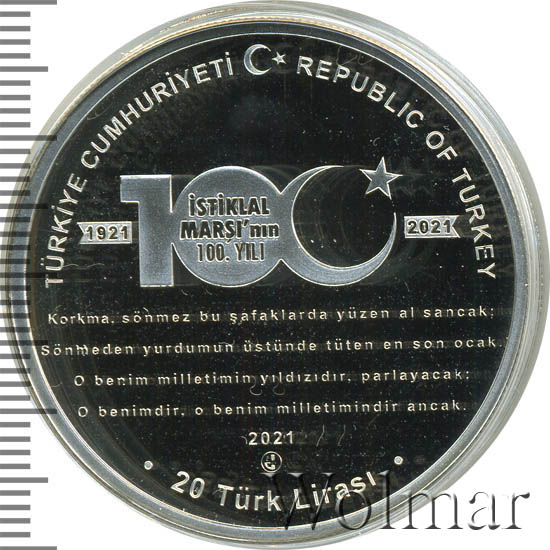 TÜRKİYE CUMHURİYETİ REPUBLIC OF TURKEY
100
İSTİKLAL
MARŞI'nın
100. YILI
1921
2021
Korkma, sönmez bu şafaklarda yüzen al sancak;
Sönmeden yurdumun üstünde tüten en son ocak.
O benim milletimin yıldızıdır, parlayacak;
O benimdir, o benim milletimindir ancak.
2021
• 20 Türk Lirası •
Wolmar